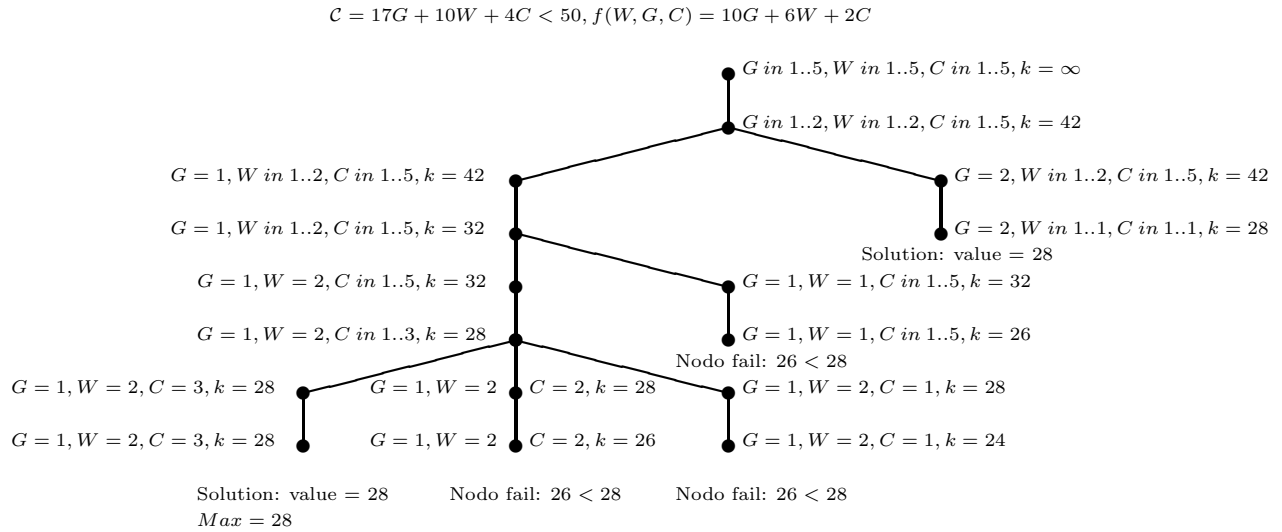 𝒞 = 17G + 10W + 4C < 50, f(W, G, C) = 10G + 6W + 2C
G in 1..5, W in 1..5, C in 1..5, k = ∞
G in 1..2, W in 1..2, C in 1..5, k = 42
G = 1, W in 1..2, C in 1..5, k = 42
G = 2, W in 1..2, C in 1..5, k = 42
G = 1, W in 1..2, C in 1..5, k = 32
G = 2, W in 1..1, C in 1..1, k = 28
Solution: value = 28
G = 1, W = 2, C in 1..5, k = 32
G = 1, W = 1, C in 1..5, k = 32
G = 1, W = 2, C in 1..3, k = 28
G = 1, W = 1, C in 1..5, k = 26
Nodo fail: 26 < 28
G = 1, W = 2, C = 3, k = 28
G = 1, W = 2 C = 2, k = 28
G = 1, W = 2, C = 1, k = 28
G = 1, W = 2, C = 3, k = 28
G = 1, W = 2 C = 2, k = 26
G = 1, W = 2, C = 1, k = 24
Solution: value = 28
Nodo fail: 26 < 28
Nodo fail: 26 < 28
Max = 28